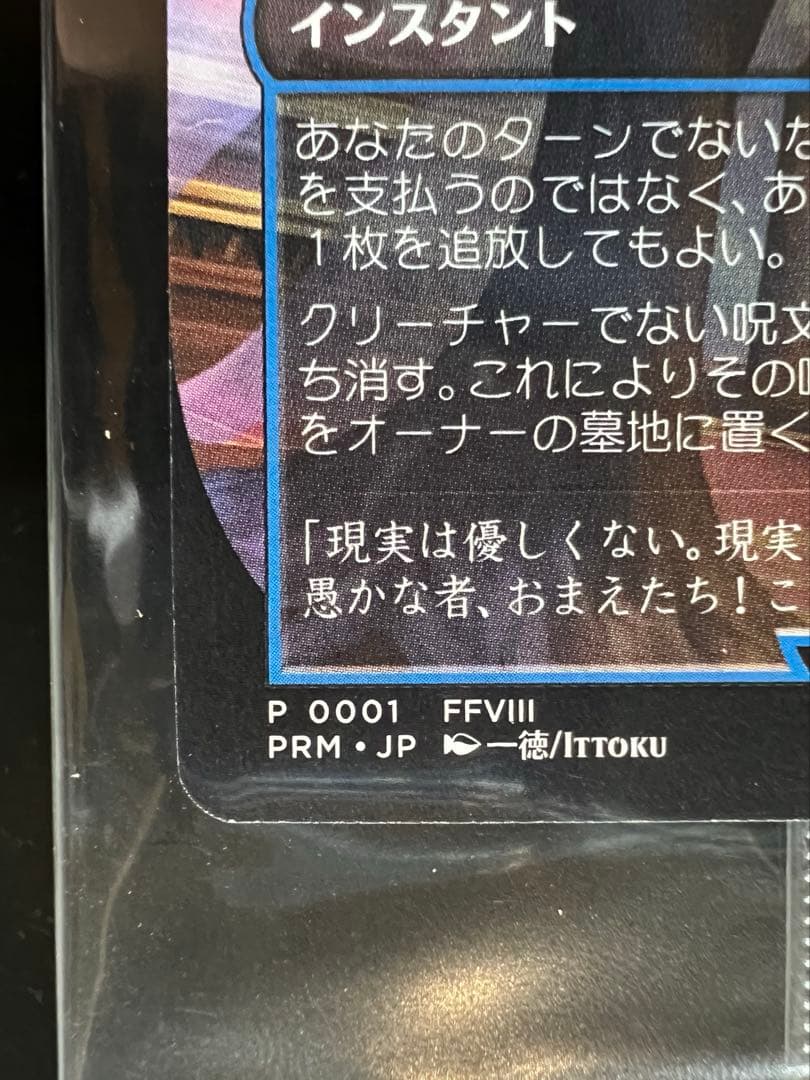 インスタント
あなたのターンでないな
を支払うのではなく、あ
1枚を追放してもよい。
クリーチャーでない呪文
ち消す。これによりその
をオーナーの墓地に置く
「現実は優しくない。現実
愚かな者、おまえたち！こ
P 0001 FFVIII
PRM・JP 一徳/ITTOKU